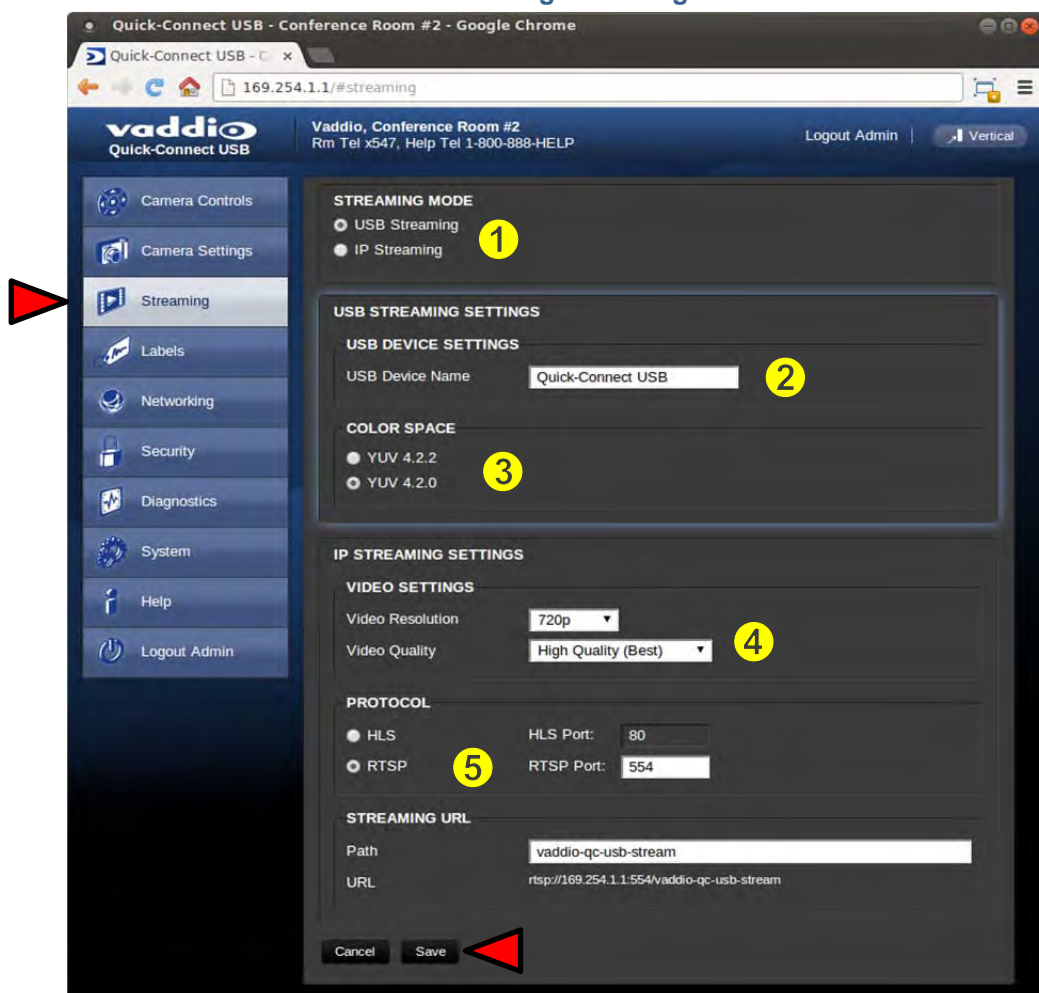 Quick-Connect USB - Conference Room #2 - Google Chrome
Quick-Connect USB - C
169.254.1.1/#streaming
vaddio
Quick-Connect USB
Vaddio, Conference Room #2
Rm Tel x547, Help Tel 1-800-888-HELP
Logout Admin
Vertical
Camera Controls
Camera Settings
Streaming
Labels
Networking
Security
Diagnostics
System
Help
Logout Admin
STREAMING MODE
USB Streaming
IP Streaming
1
USB STREAMING SETTINGS
USB DEVICE SETTINGS
USB Device Name Quick-Connect USB
2
COLOR SPACE
YUV 4.2.2
YUV 4.2.0
3
IP STREAMING SETTINGS
VIDEO SETTINGS
Video Resolution 720p
Video Quality High Quality (Best)
4
PROTOCOL
HLS HLS Port: 80
RTSP RTSP Port: 554
5
STREAMING URL
Path vaddio-qc-usb-stream
URL rtsp://169.254.1.1:554/vaddio-qc-usb-stream
Cancel Save